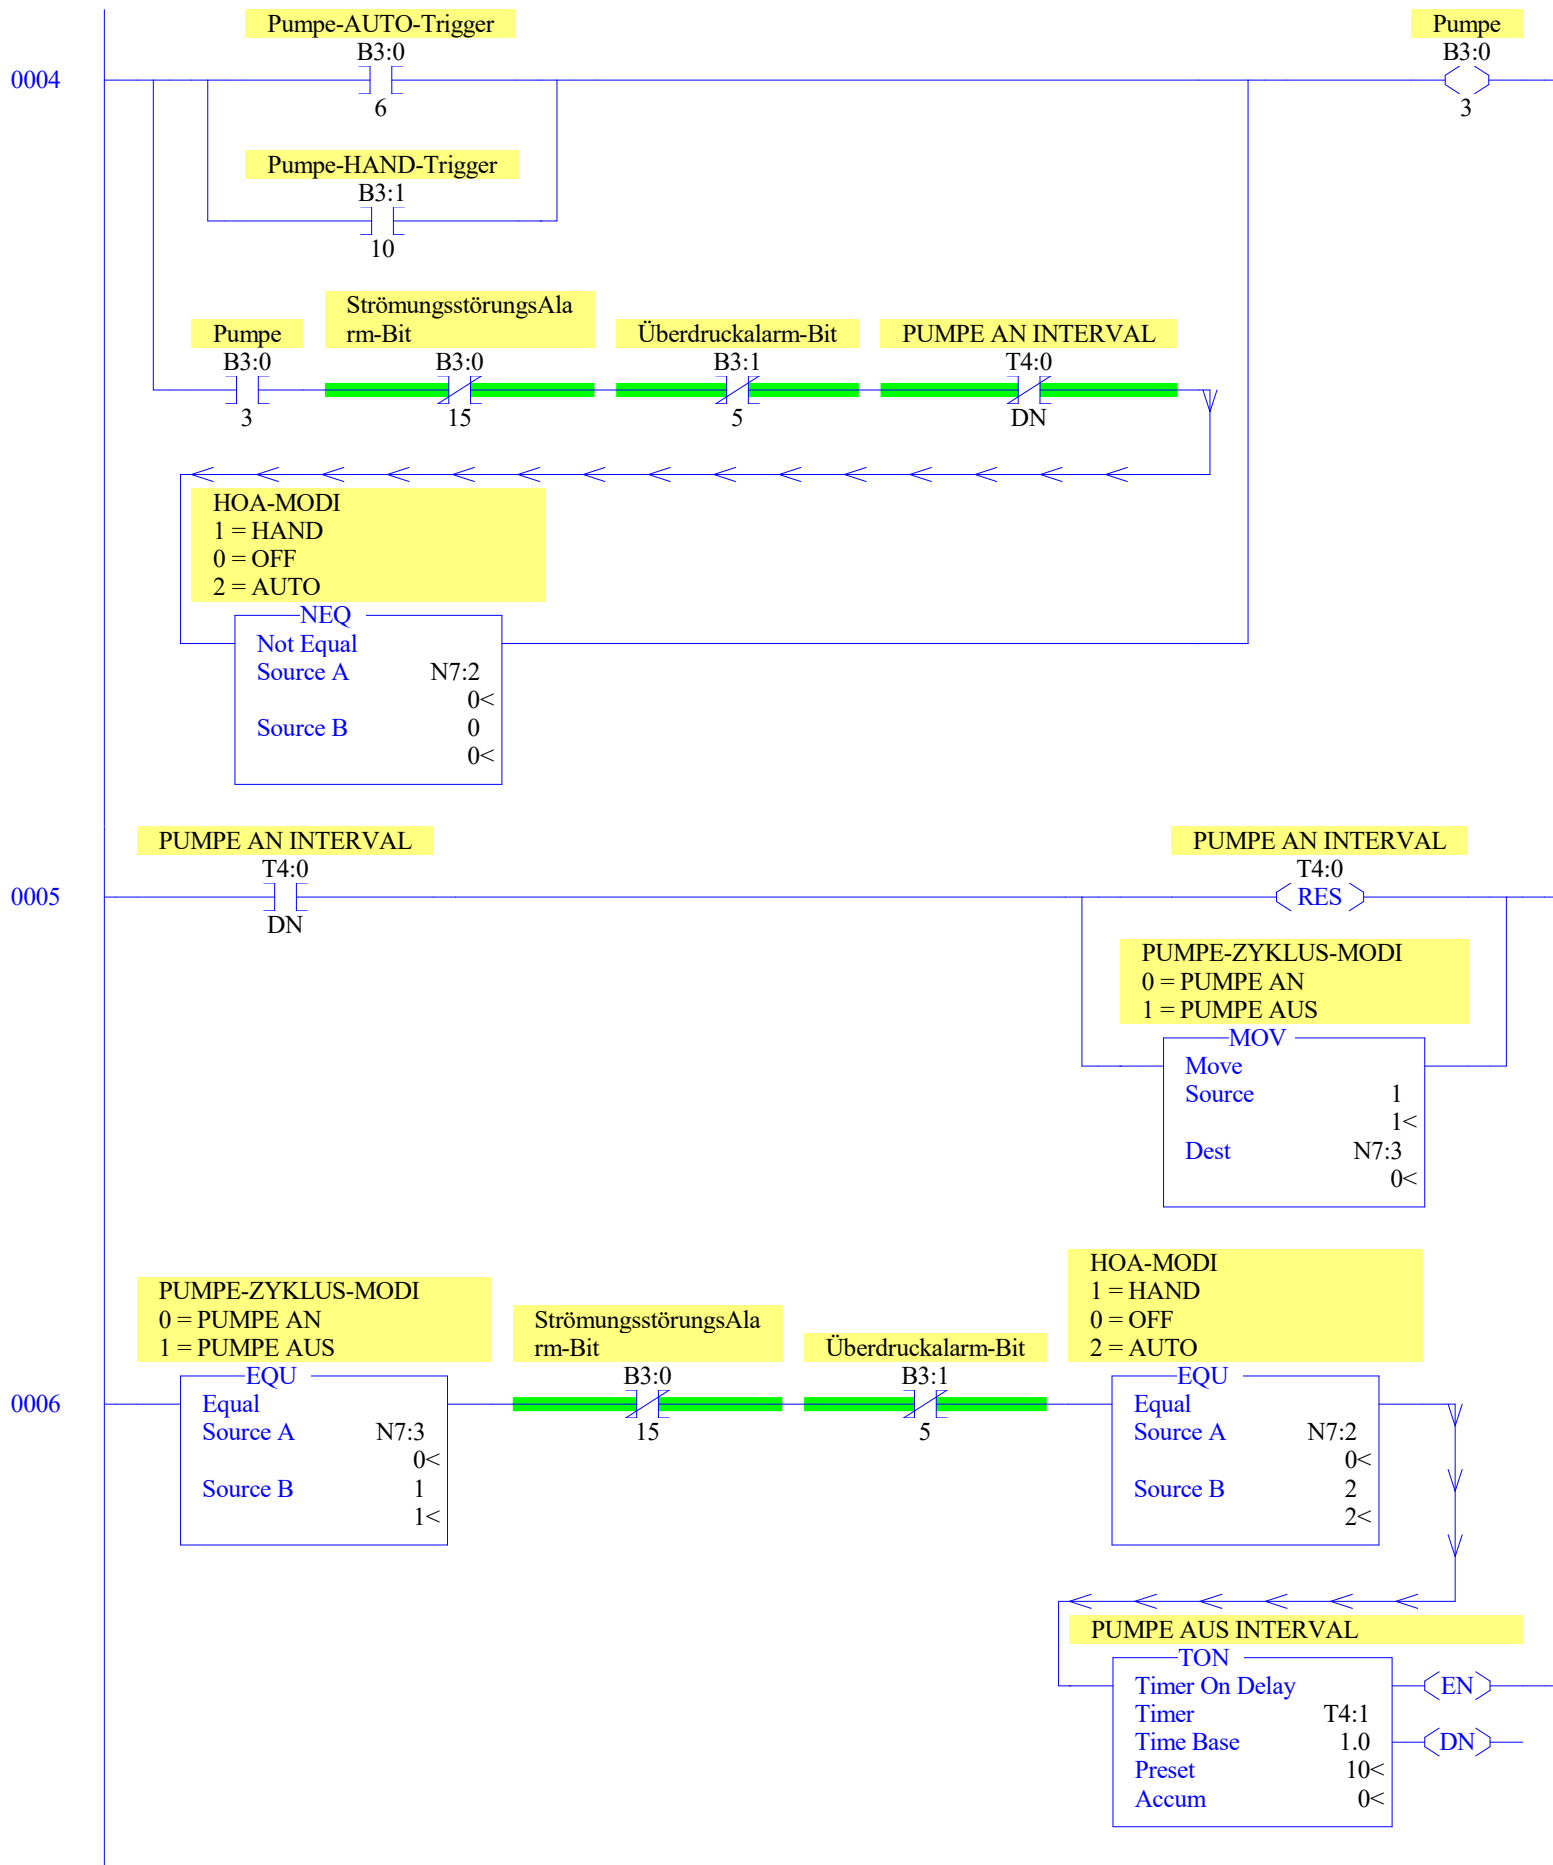 Pumpe-AUTO-Trigger
B3:0
6
Pumpe
B3:0
3
0004
Pumpe-HAND-Trigger
B3:1
10
Pumpe
B3:0
3
StrömungsstörungsAla
rm-Bit
B3:0
15
Überdruckalarm-Bit
B3:1
5
PUMPE AN INTERVAL
T4:0
DN
HOA-MODI
1 = HAND
0 = OFF
2 = AUTO
NEQ
Not Equal
Source A N7:2
0<
Source B 0
0<
PUMPE AN INTERVAL
T4:0
DN
PUMPE AN INTERVAL
T4:0
RES
0005
PUMPE-ZYKLUS-MODI
0 = PUMPE AN
1 = PUMPE AUS
MOV
Move
Source 1
1<
Dest N7:3
0<
0006
PUMPE-ZYKLUS-MODI
0 = PUMPE AN
1 = PUMPE AUS
EQU
Equal
Source A N7:3
0<
Source B 1
1<
StrömungsstörungsAla
rm-Bit
B3:0
15
Überdruckalarm-Bit
B3:1
5
HOA-MODI
1 = HAND
0 = OFF
2 = AUTO
EQU
Equal
Source A N7:2
0<
Source B 2
2<
PUMPE AUS INTERVAL
TON
Timer On Delay EN
Timer T4:1
Time Base 1.0 DN
Preset 10<
Accum 0<